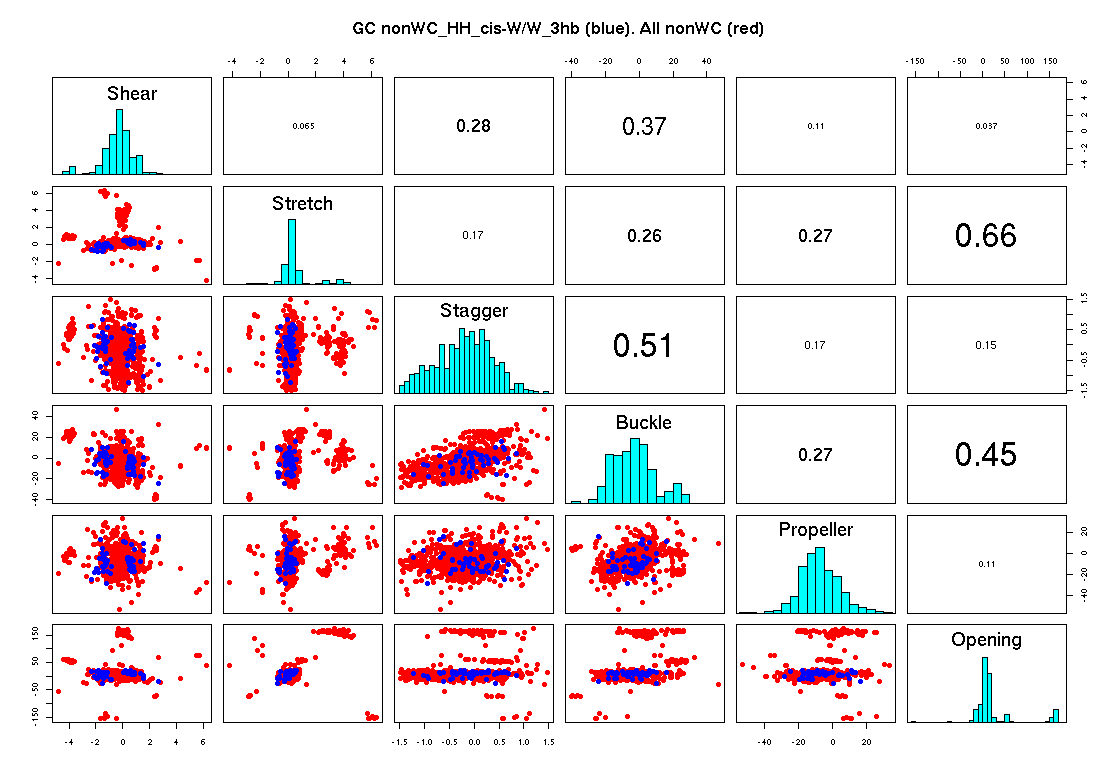 GC nonWC_HH_cis-W/W_3hb (blue). All nonWC (red)
-4 -2 0 2 4 6 -40 -20 0 20 40 -150 -50 0 50 100 150
Shear 0.065 0.28 0.37 0.11 0.037
-4 -2 0 2 4 6
Stretch 0.17 0.26 0.27 0.66
-4 -2 0 2 4 6
Stagger 0.51 0.17 0.15
-1.5 -0.5 0.5 1.5
Buckle 0.27 0.45
-40 -20 0 20 40
Propeller 0.11
-40 -20 0 20
Opening
-150 -50 0 50 150
-4 -2 0 2 4 6 -1.5 -1.0 -0.5 0.0 0.5 1.0 1.5 -40 -20 0 20